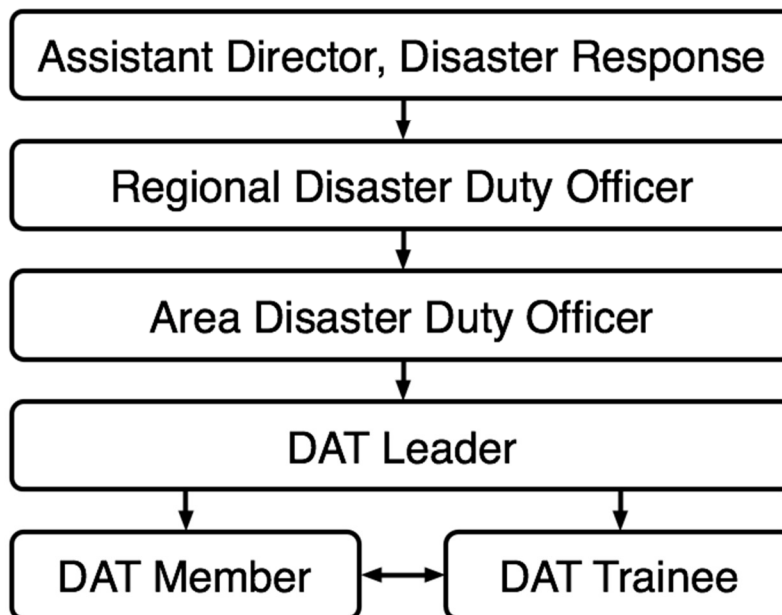 Assistant Director, Disaster Response
Regional Disaster Duty Officer
Area Disaster Duty Officer
DAT Leader
DAT Member
DAT Trainee